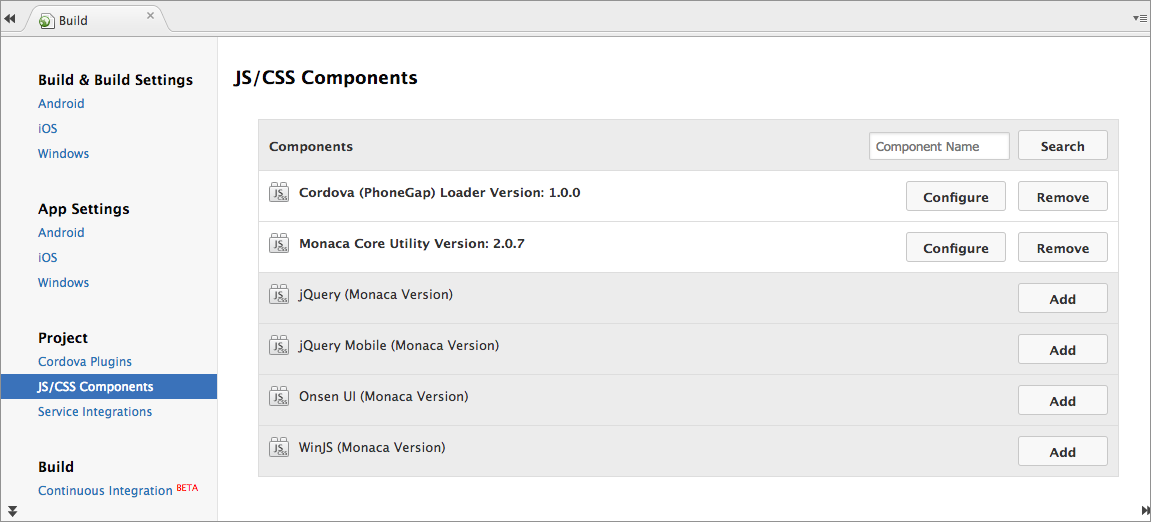 Build
Build & Build Settings
Android
iOS
Windows
App Settings
Android
iOS
Windows
Project
Cordova Plugins
JS/CSS Components
Service Integrations
Build
Continuous Integration BETA
JS/CSS Components
Components Component Name Search
JS CSS Cordova (PhoneGap) Loader Version: 1.0.0 Configure Remove
JS CSS Monaca Core Utility Version: 2.0.7 Configure Remove
JS CSS jQuery (Monaca Version) Add
JS CSS jQuery Mobile (Monaca Version) Add
JS CSS Onsen UI (Monaca Version) Add
JS CSS WinJS (Monaca Version) Add